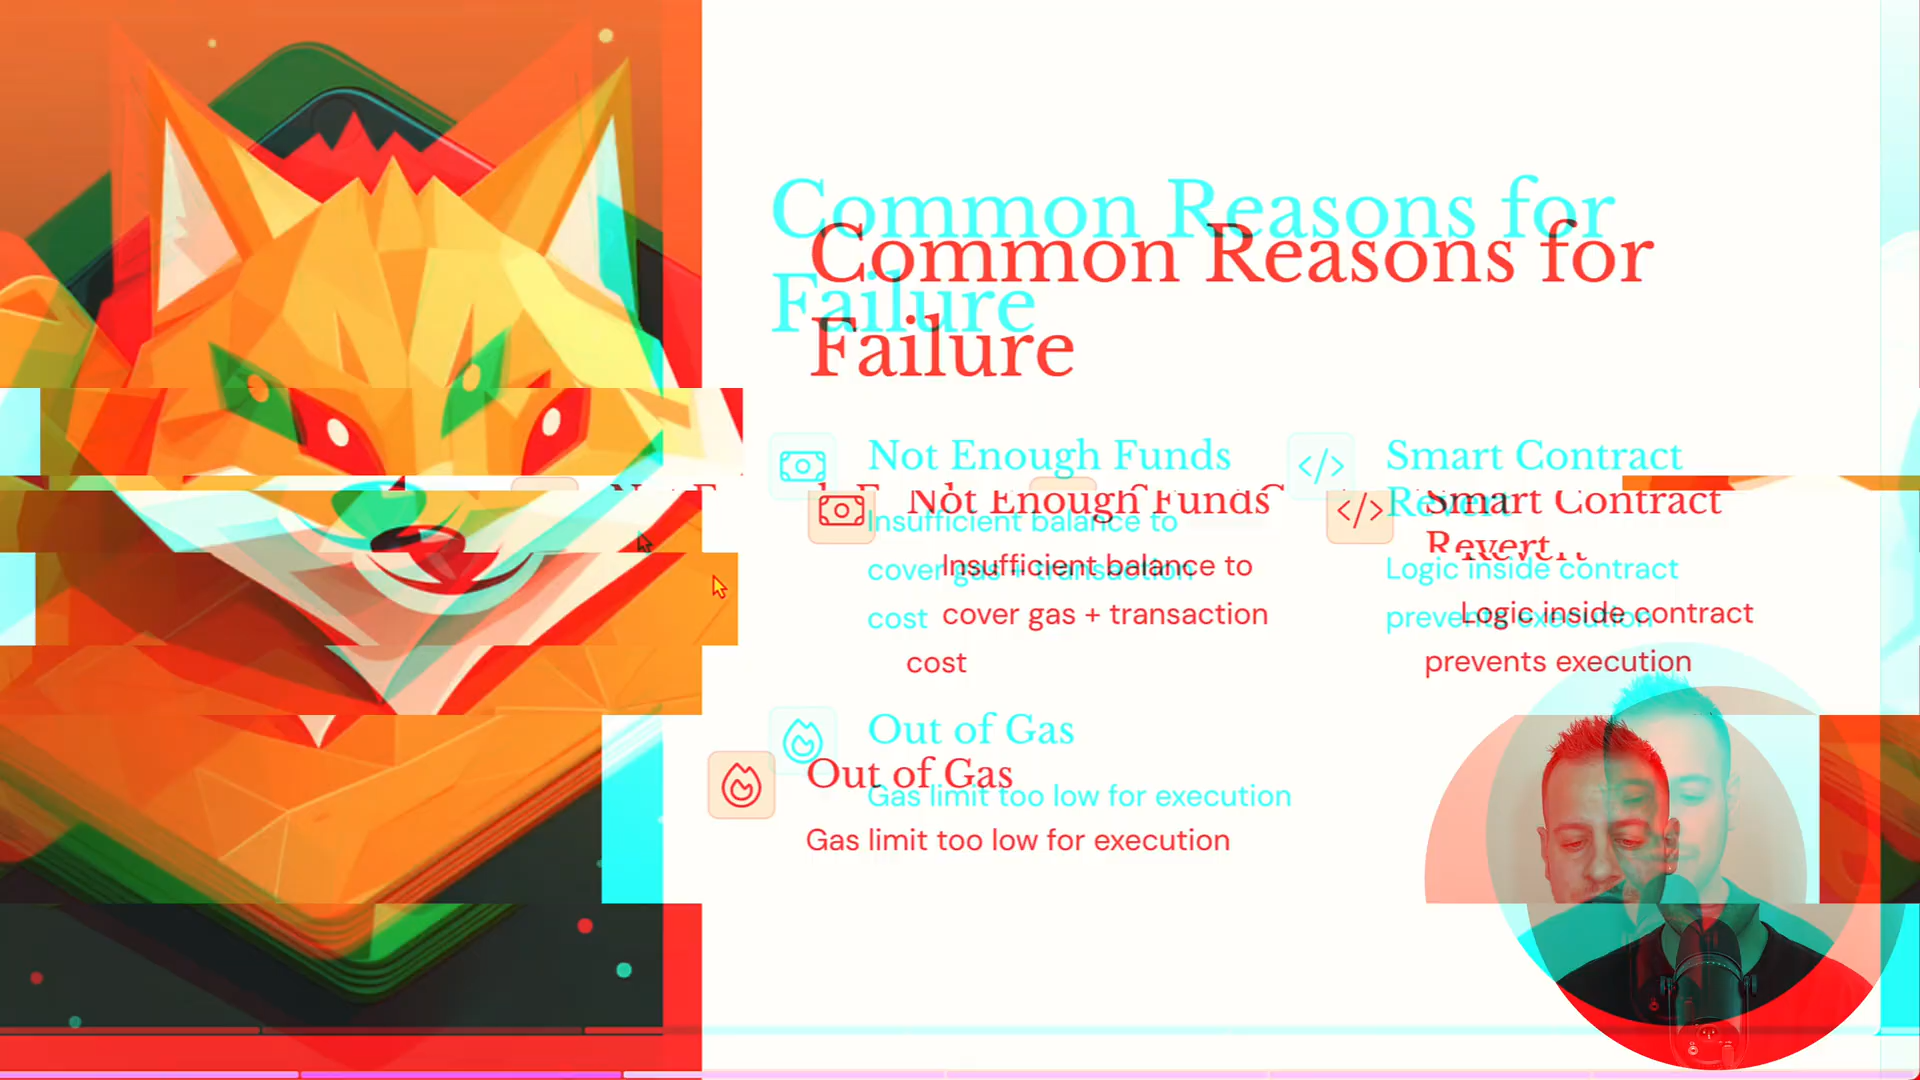 Common Reasons for
Failure
Not Enough Funds
Insufficient balance to
cover gas + transaction
cost
Smart Contract
Revert
Logic inside contract
prevents execution
Out of Gas
Gas limit too low for execution